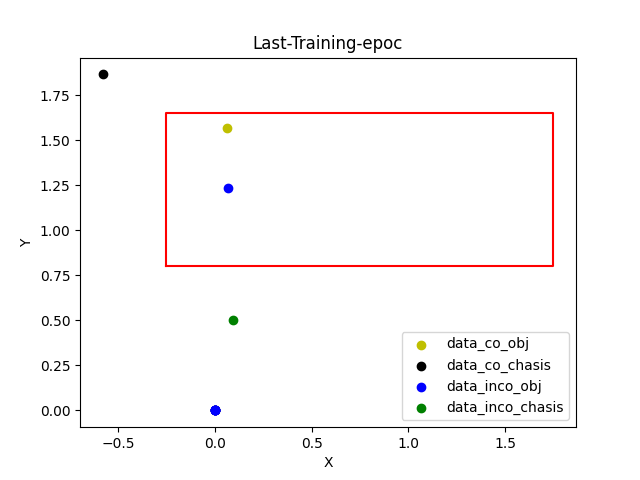 Last-Training-epoc
1.75
1.50
1.25
1.00
0.75
0.50
0.25
0.00
Y
data_co_obj
data_co_chasis
data_inco_obj
data_inco_chasis
−0.5
0.0
0.5
1.0
1.5
X